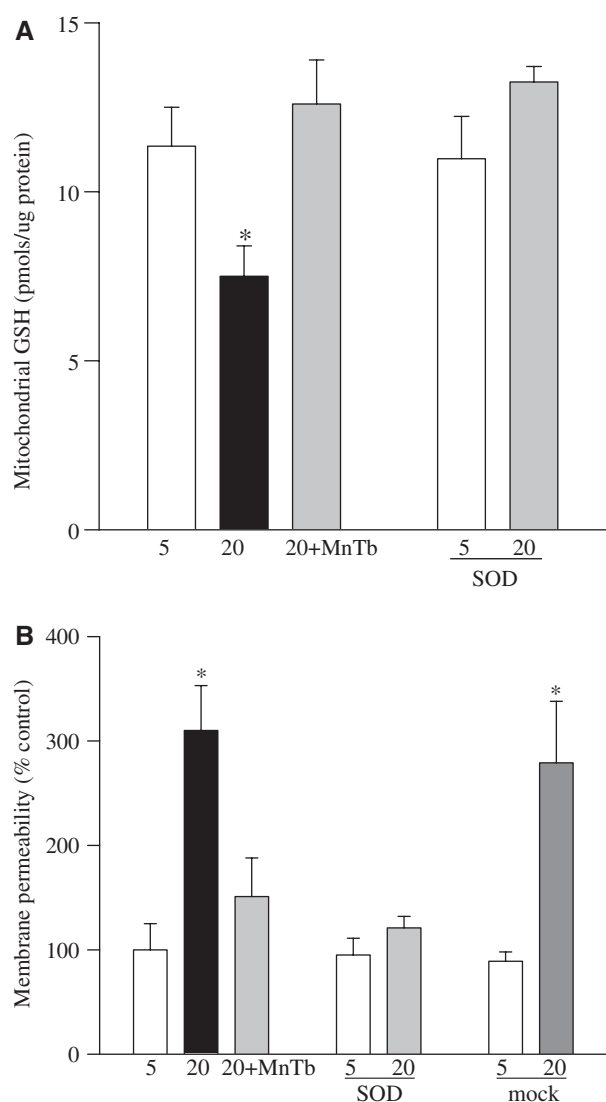 A
15
10
5
0
Mitochondrial GSH (pmols/ug protein)
*
5 20 20+MnTb 5 20
SOD
B
400
300
200
100
0
Membrane permeability (% control)
* *
5 20 20+MnTb 5 20 5 20
SOD mock